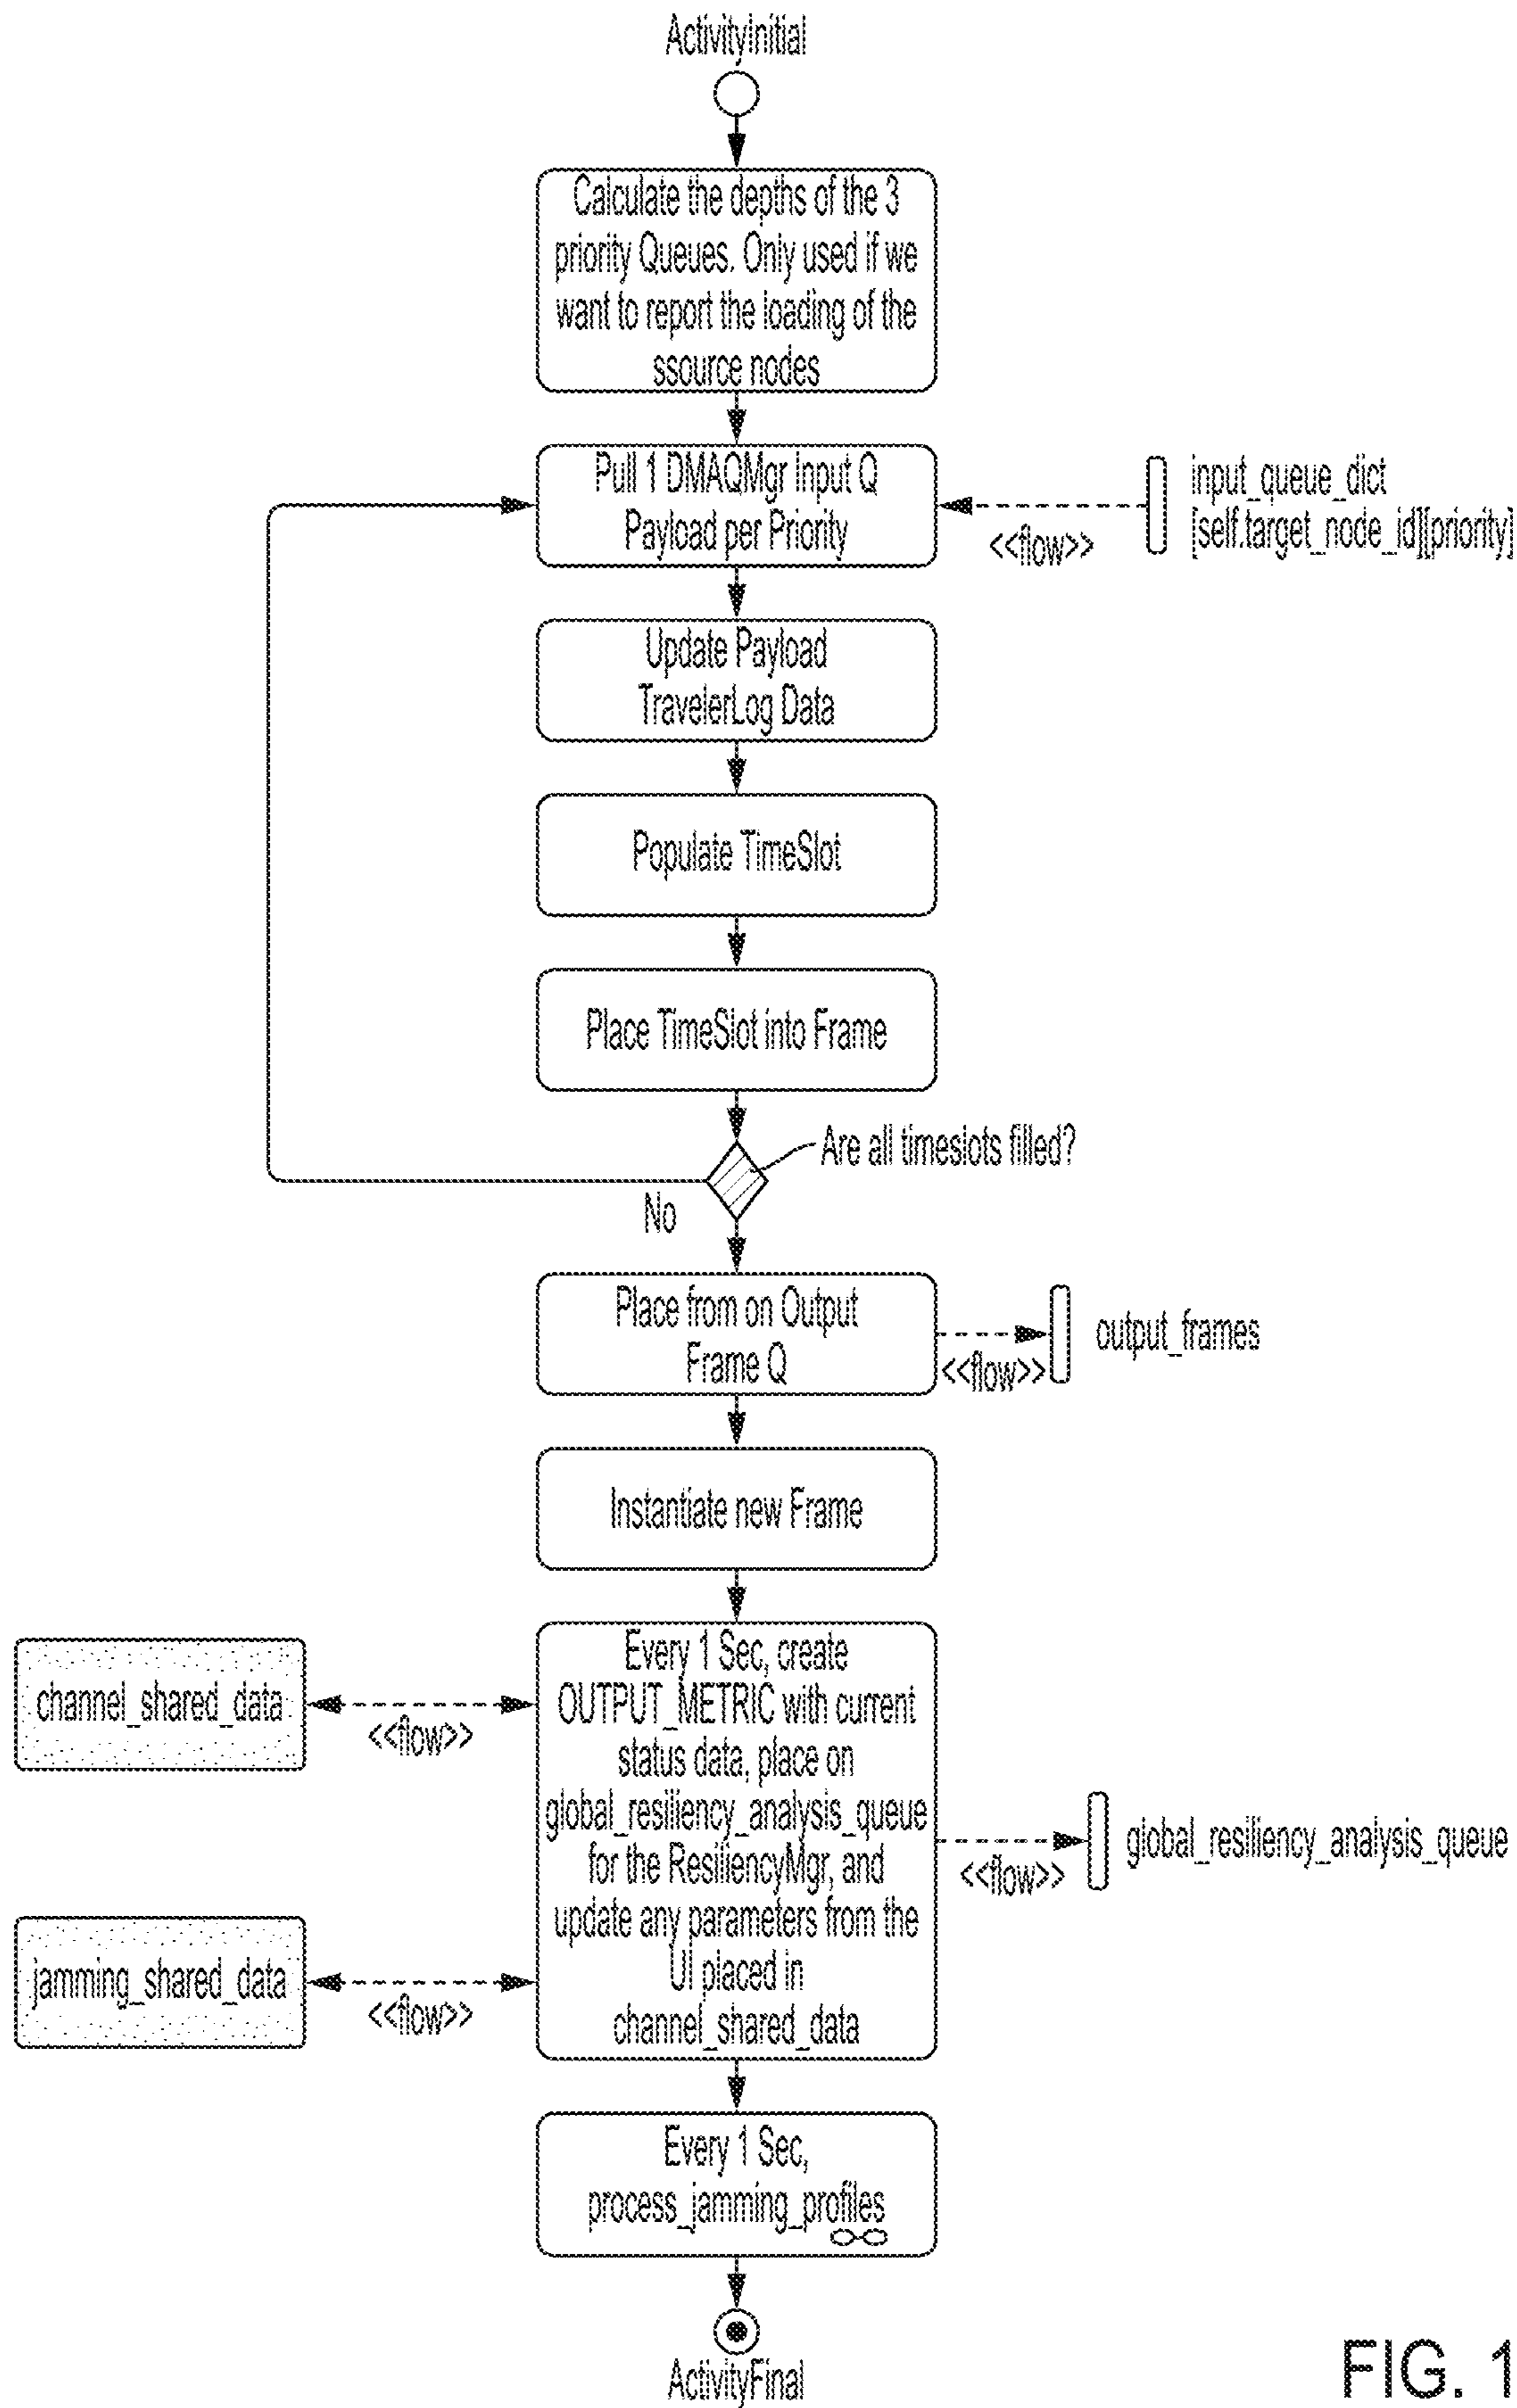 ActivityInitial
Calculate the depths of the 3
priority Queues. Only used if we
want to report the loading of the
ssource nodes
Pull 1 DMAQMgr Input Q
Payload per Priority
<<flow>>
input_queue_dict
[self.target_node_id][priority]
Update Payload
TravelerLog Data
Populate TimeSlot
Place TimeSlot into Frame
Are all timeslots filled?
No
Place from on Output
Frame Q
<<flow>>
output_frames
Instantiate new Frame
channel_shared_data
<<flow>>
Every 1 Sec, create
OUTPUT_METRIC with current
status data, place on
global_resiliency_analysis_queue
for the ResiliencyMgr, and
update any parameters from the
UI placed in
channel_shared_data
<<flow>>
global_resiliency_analysis_queue
jamming_shared_data
<<flow>>
Every 1 Sec,
process_jamming_profiles
ActivityFinal
FIG. 1